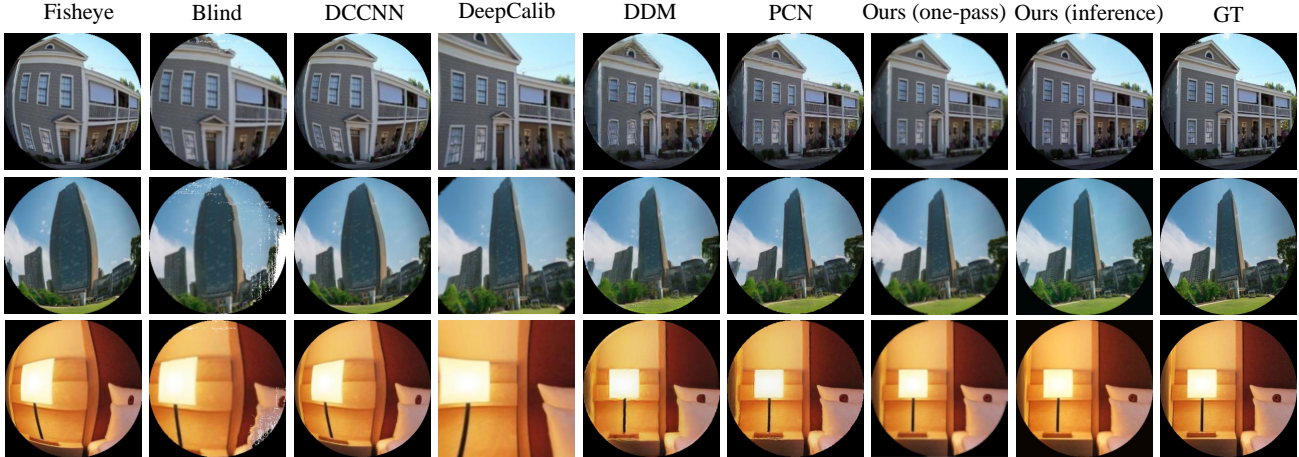 Fisheye Blind DCCNN DeepCalib DDM PCN Ours (one-pass) Ours (inference) GT